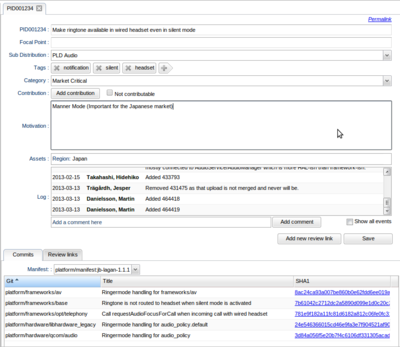 PID001234
Permalink
PID001234 : Make ringtone available in wired headset even in silent mode
Focal Point :
Sub Distribution : PLD Audio
Tags : notification silent headset
Category : Market Critical
Contribution : Add contribution Not contributable
Manner Mode (Important for the Japanese market)
Motivation :
Assets : Region: Japan
Log :
2013-02-15 Takahashi, Hidehiko Added 433793
2013-03-13 Trägårdh, Jesper Removed 431475 as that upload is not merged and never will be.
2013-03-13 Danielsson, Martin Added 464418
2013-03-13 Danielsson, Martin Added 464419
Add a comment here Add comment Show all events
Add new review link Save
Commits Review links
Manifest: platform/manifest:jb-lagan-1.1.1
Git Title SHA1
platform/frameworks/av Ringermode handling for frameworks/av
platform/frameworks/base Ringtone is not routed to headset when silent mode is activated
platform/frameworks/opt/telephony Call requestAudioFocusForCall when incoming call with wired headset
platform/hardware/libhardware_legacy Ringermode handling for audio_policy.default
platform/hardware/qcom/audio Ringermode handling for audio_policy